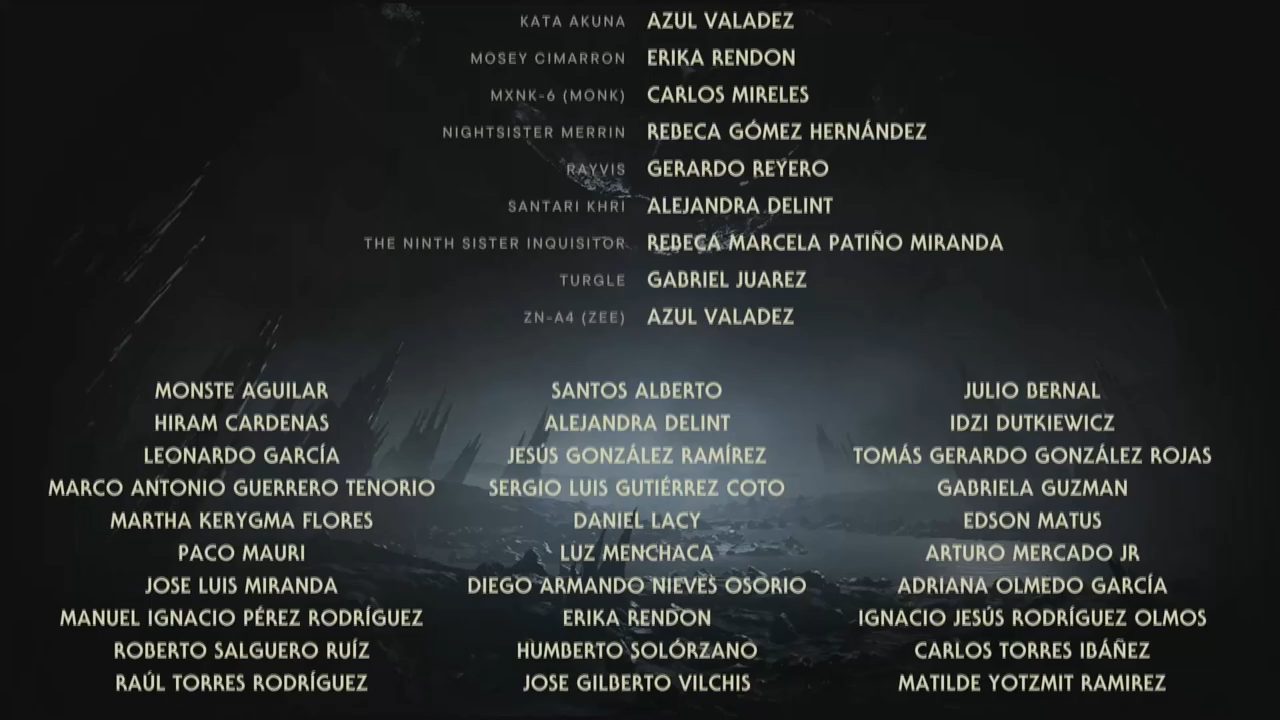 KATA AKUNA AZUL VALADEZ
MOSEY CIMARRON ERIKA RENDON
MXNK-6 (MONK) CARLOS MIRELES
NIGHTSISTER MERRIN REBECA GÓMEZ HERNÁNDEZ
RAYVIS GERARDO REYERO
SANTARI KHRI ALEJANDRA DELINT
THE NINTH SISTER INQUISITOR REBECA MARCELA PATIÑO MIRANDA
TURGLE GABRIEL JUAREZ
ZN-A4 (ZEE) AZUL VALADEZ
MONSTE AGUILAR SANTOS ALBERTO JULIO BERNAL
HIRAM CARDENAS ALEJANDRA DELINT IDZI DUTKIEWICZ
LEONARDO GARCÍA JESÚS GONZÁLEZ RAMÍREZ TOMÁS GERARDO GONZÁLEZ ROJAS
MARCO ANTONIO GUERRERO TENORIO SERGIO LUIS GUTIÉRREZ COTO GABRIELA GUZMAN
MARTHA KERYGMA FLORES DANIEL LACY EDSON MATUS
PACO MAURI LUZ MENCHACA ARTURO MERCADO JR
JOSE LUIS MIRANDA DIEGO ARMANDO NIEVES OSORIO ADRIANA OLMEDO GARCÍA
MANUEL IGNACIO PÉREZ RODRÍGUEZ ERIKA RENDON IGNACIO JESÚS RODRÍGUEZ OLMOS
ROBERTO SALGUERO RUÍZ HUMBERTO SOLÓRZANO CARLOS TORRES IBÁÑEZ
RAÚL TORRES RODRÍGUEZ JOSE GILBERTO VILCHIS MATILDE YOTZMIT RAMIREZ